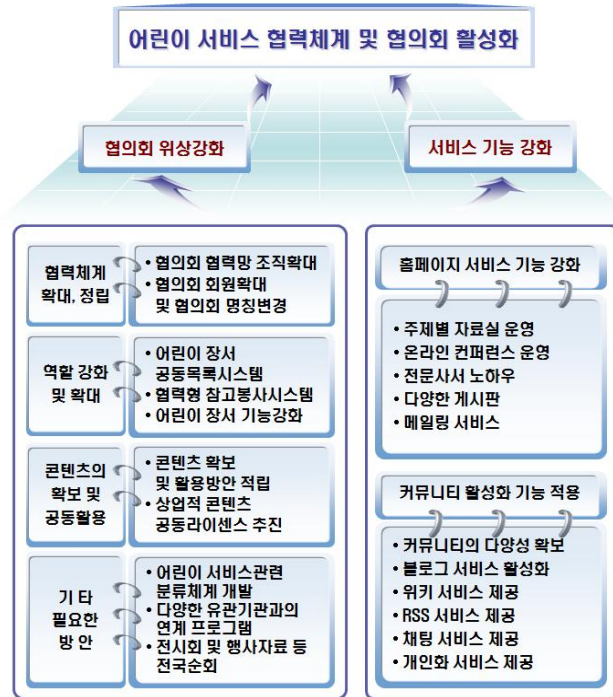 어린이 서비스 협력체계 및 협의회 활성화
협의회 위상강화
서비스 기능 강화
협력체계
확대, 정립
• 협의회 협력망 조직확대
• 협의회 회원확대
및 협의회 명칭변경
역할 강화
및 확대
• 어린이 장서
공동목록시스템
• 협력형 참고봉사시스템
• 어린이 장서 기능강화
콘텐츠의
확보 및
공동활용
• 콘텐츠 확보
및 활용방안 적립
• 상업적 콘텐츠
공동라이센스 추진
기 타
필요한
방 안
• 어린이 서비스관련
분류체계 개발
• 다양한 유관기관과의
연계 프로그램
• 전시회 및 행사자료 등
전국순회
홈페이지 서비스 기능 강화
• 주제별 자료실 운영
• 온라인 컨퍼런스 운영
• 전문사서 노하우
• 다양한 게시판
• 메일링 서비스
커뮤니티 활성화 기능 적용
• 커뮤니티의 다양성 확보
• 블로그 서비스 활성화
• 위키 서비스 제공
• RSS 서비스 제공
• 채팅 서비스 제공
• 개인화 서비스 제공